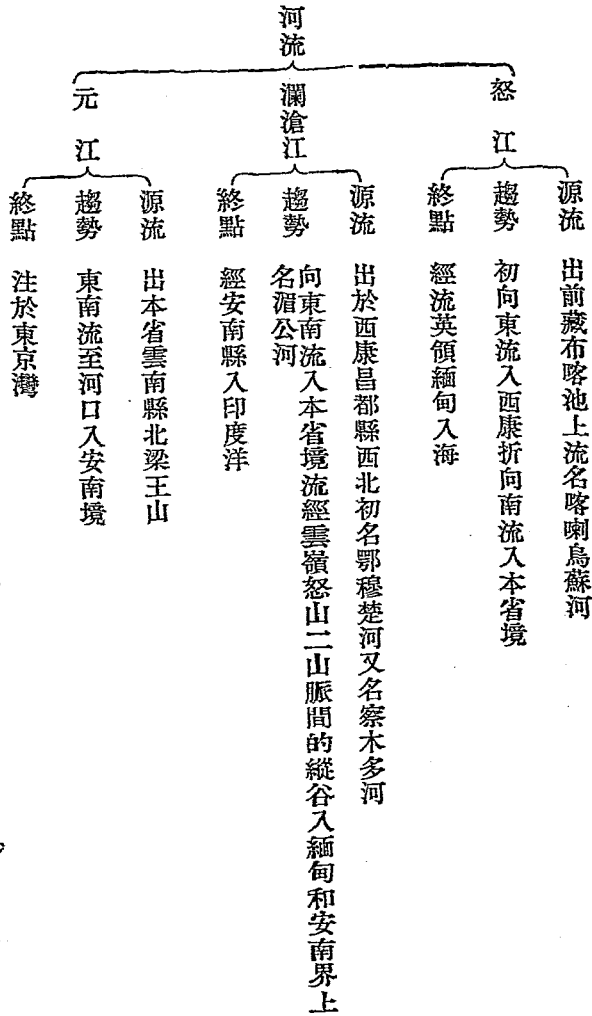 河流
怒江
源流 出前藏布喀池上流名喀喇烏蘇河
趨勢 初向東流入西康折向南流入本省境
終點 經流英領緬甸入海
瀾滄江
源流 出於西康昌都縣西北初名鄂穆楚河又名察木多河
趨勢 向東南流入本省境流經雲嶺怒山二山脈間的縱谷入緬甸和安南界上
名湄公河
終點 經安南縣入印度洋
元江
源流 出本省雲南縣北梁王山
趨勢 東南流至河口入安南境
終點 注於東京灣